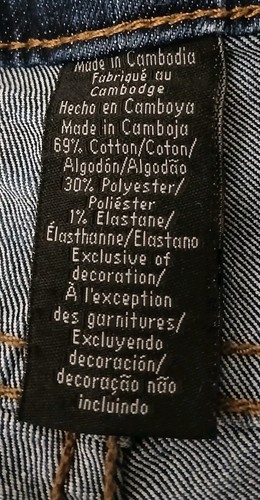 Made in Cambodia
Fabriqué au
Cambodge
Hecho en Camboya
Made in Camboja
69% Cotton/Coton/
Algodón/Algodão
30% Polyester/
Poliéster
1% Elastane/
Élasthanne/Elastano
Exclusive of
decoration/
À l'exception
des garnitures/
Excluyendo
decoración/
decoração não
incluindo